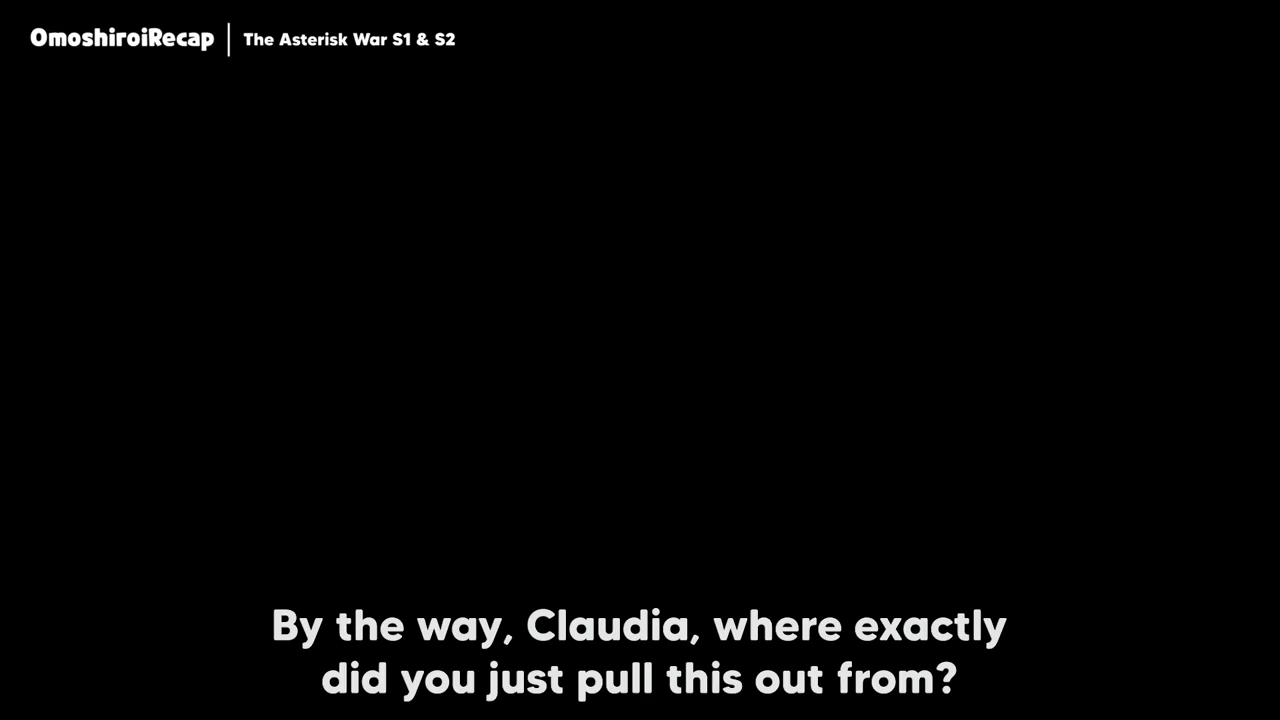 OmoshiroiRecap | The Asterisk War S1 & S2
By the way, Claudia, where exactly
did you just pull this out from?